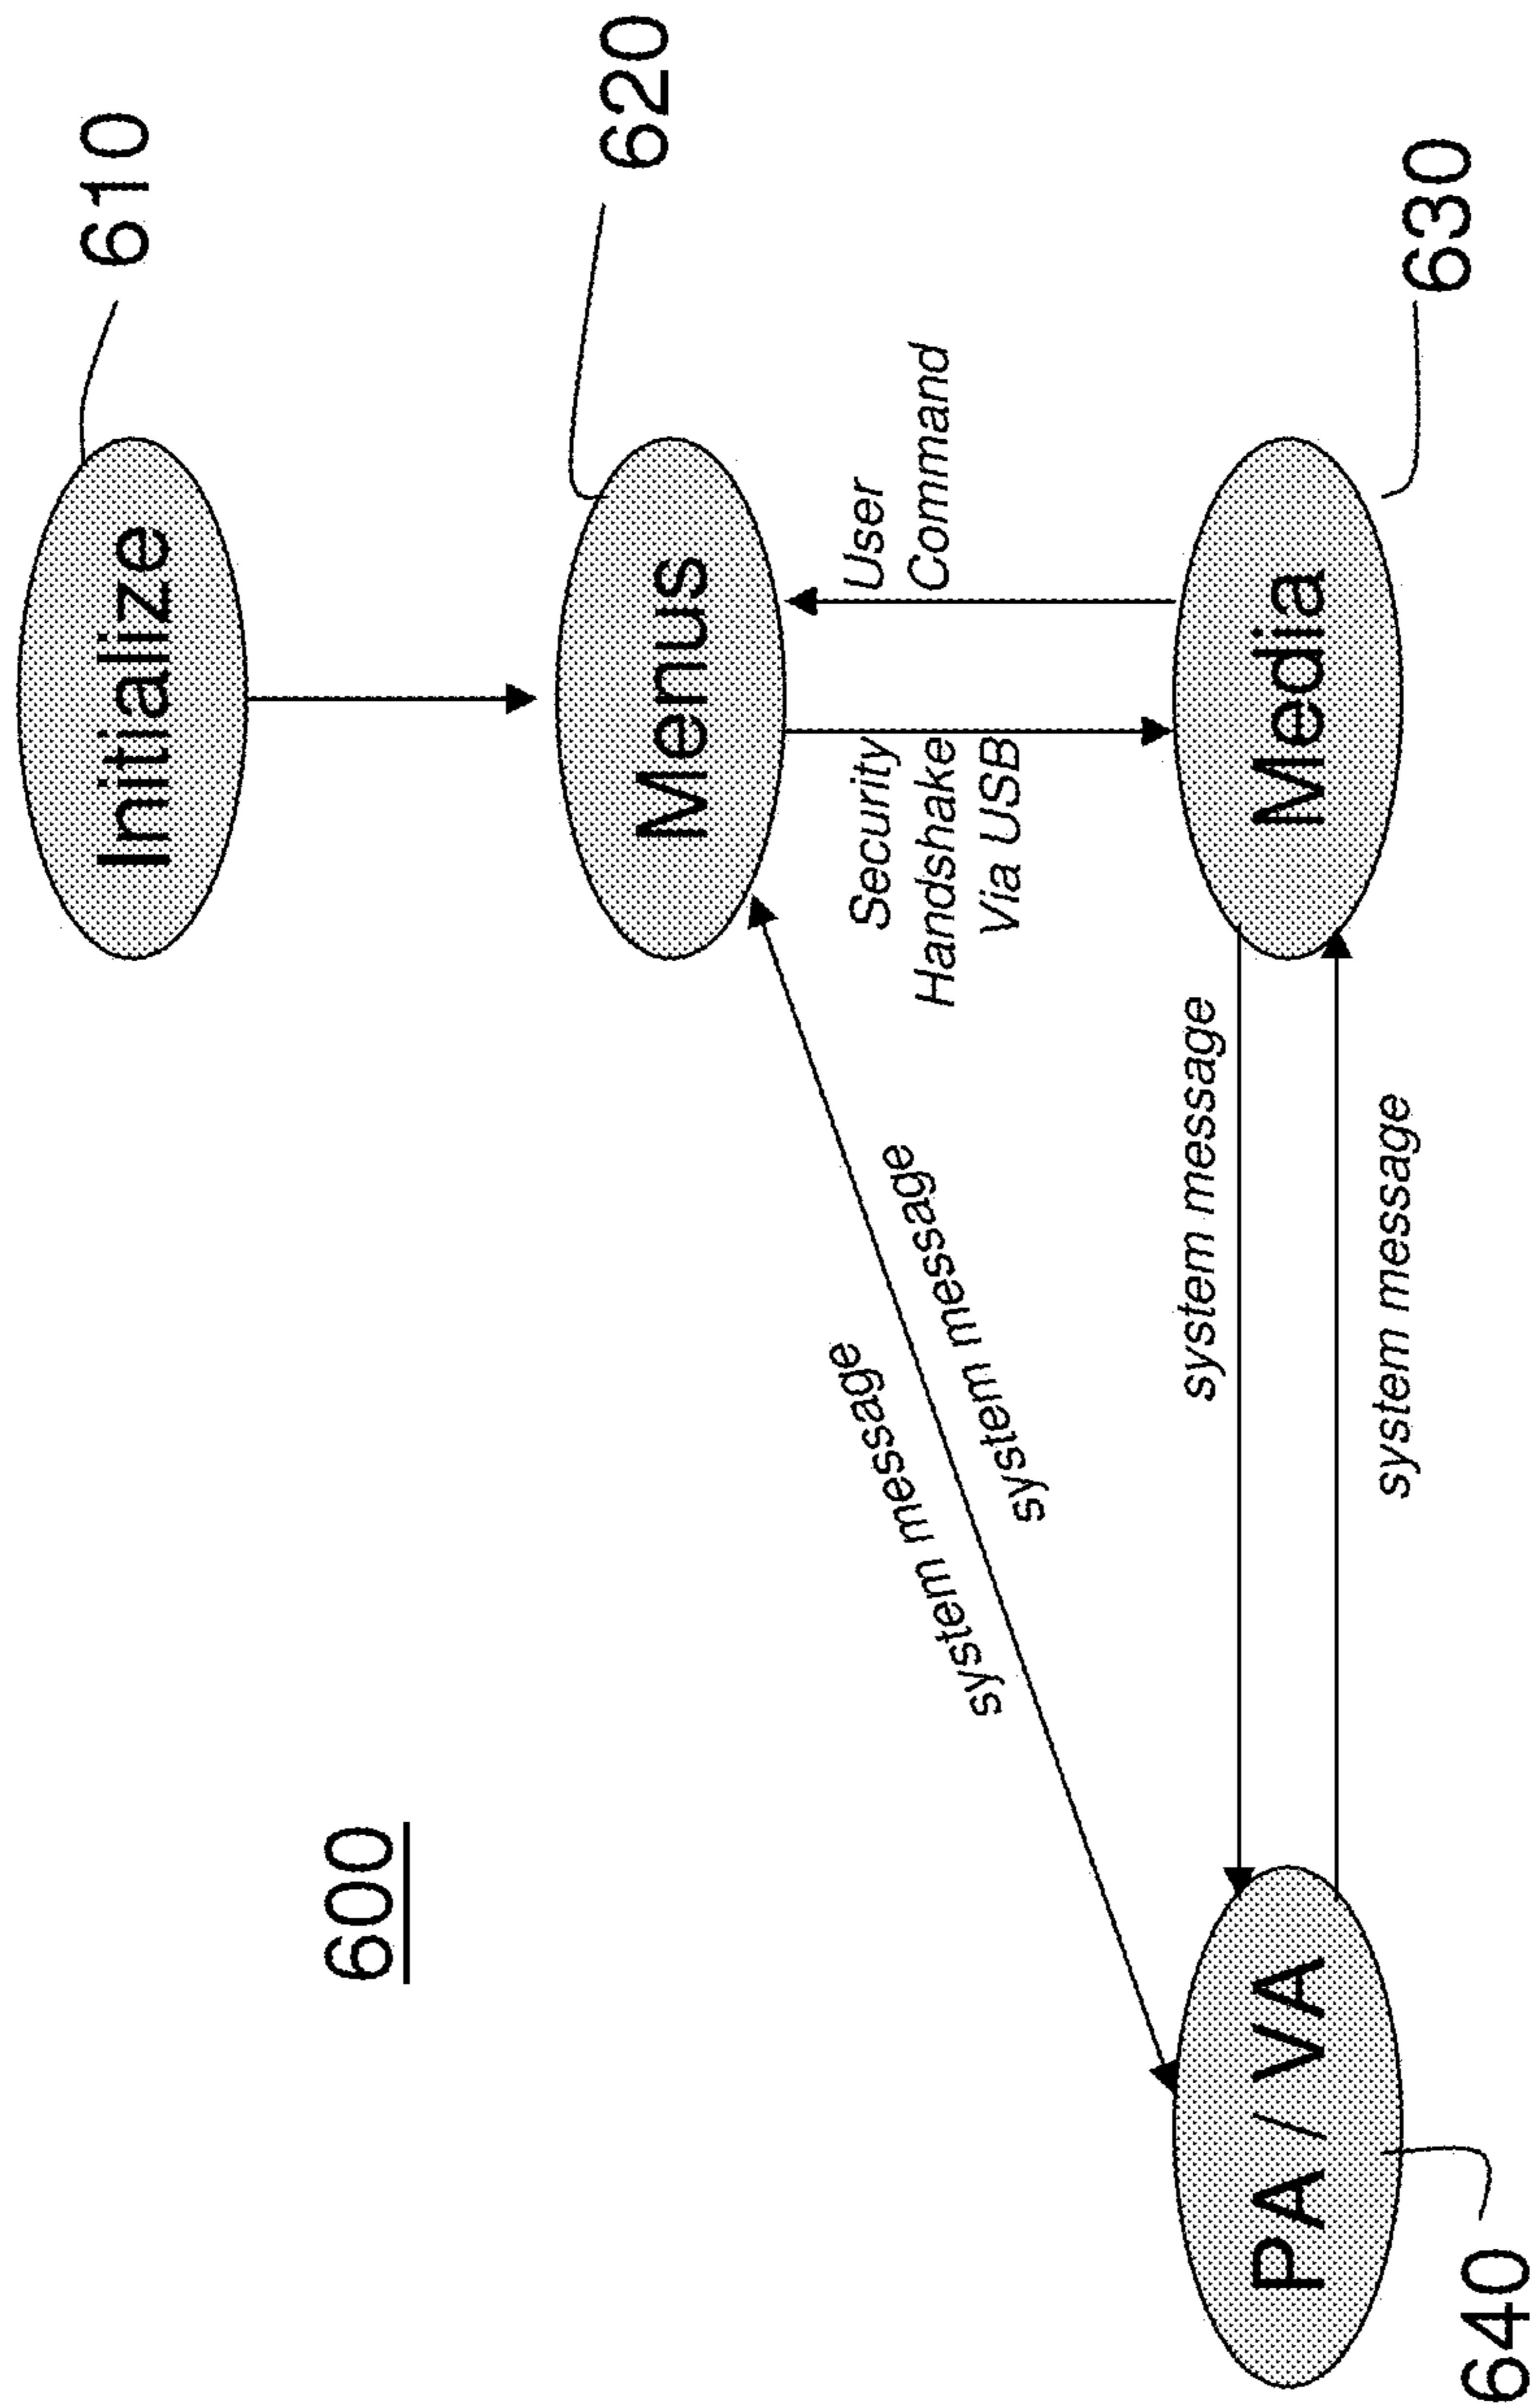 610
Initialize
600
620
Menus
User
Command
Security
Handshake
Via USB
system message
system message
system message
system message
Media
630
PA / VA
640